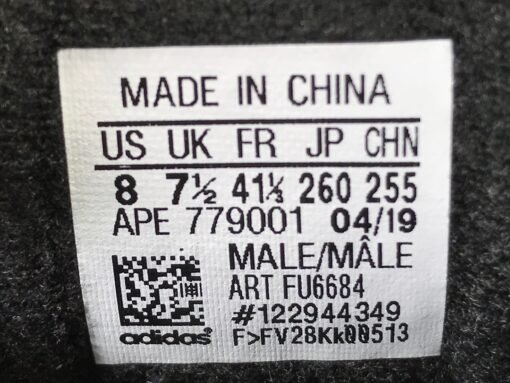 MADE IN CHINA
US UK FR JP CHN
8 7½ 41⅓ 260 255
APE 779001 04/19
MALE/MÂLE
ART FU6684
#122944349
adidas F>FV28Kk00513